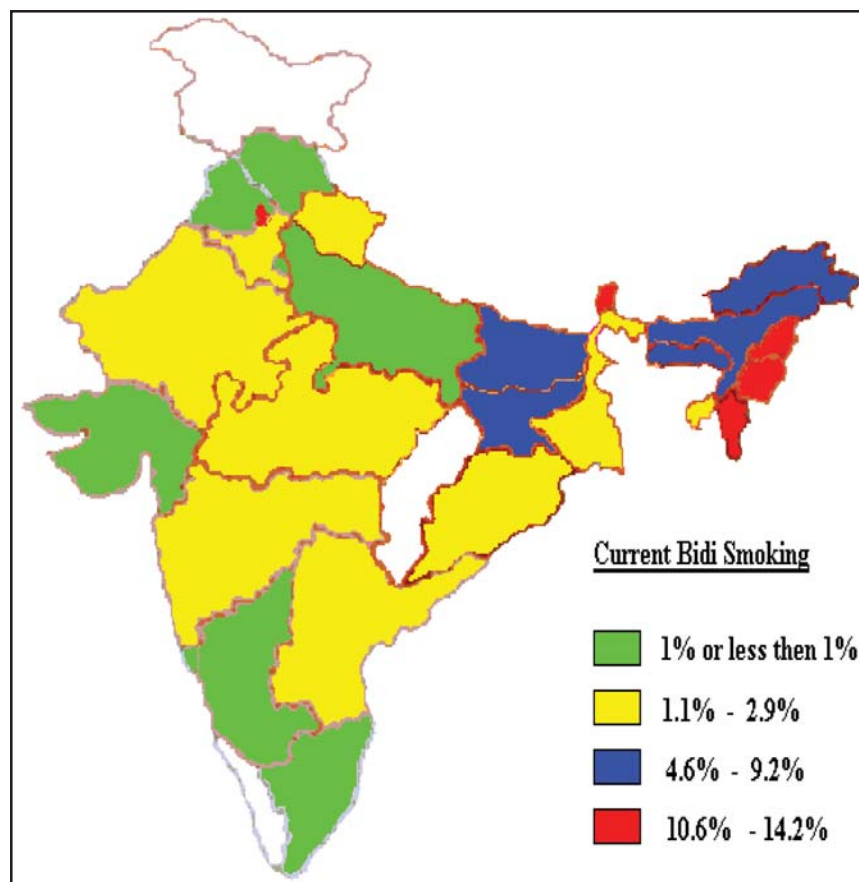 Current Bidi Smoking
1% or less then 1%
1.1% - 2.9%
4.6% - 9.2%
10.6% - 14.2%